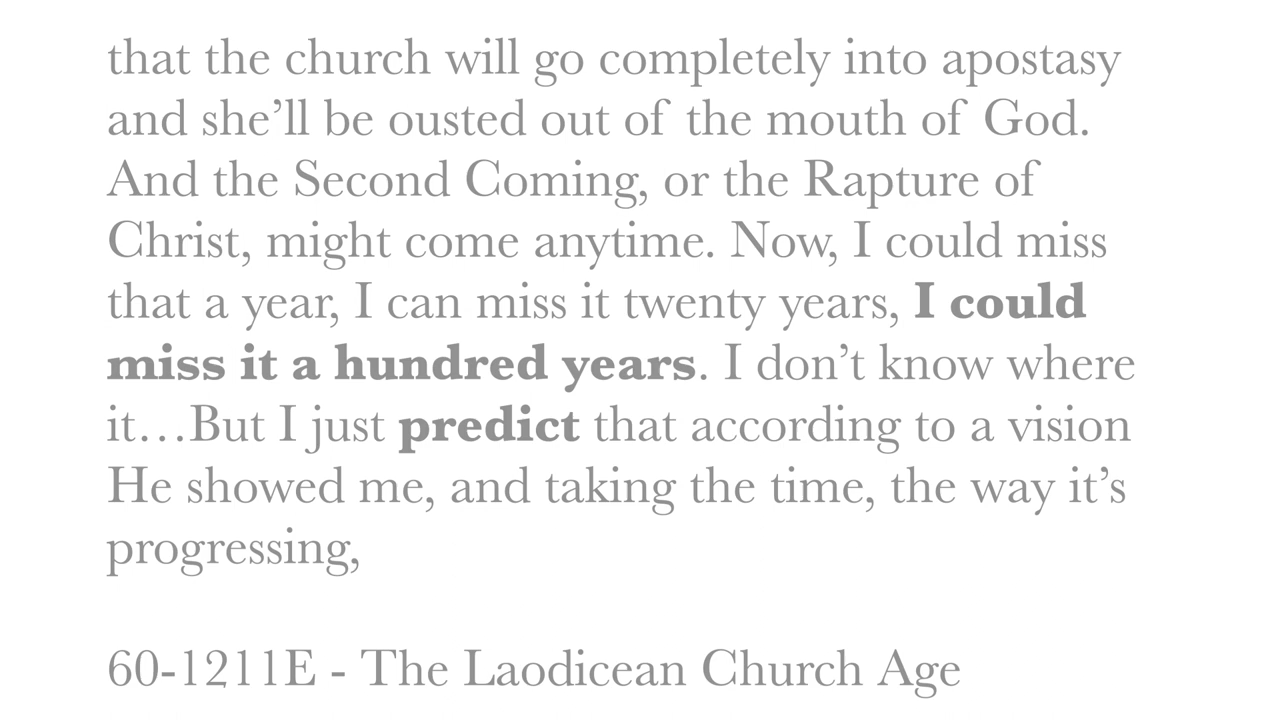 that the church will go completely into apostasy
and she’ll be ousted out of the mouth of God.
And the Second Coming, or the Rapture of
Christ, might come anytime. Now, I could miss
that a year, I can miss it twenty years, I could
miss it a hundred years. I don’t know where
it…But I just predict that according to a vision
He showed me, and taking the time, the way it’s
progressing,
60-1211E - The Laodicean Church Age